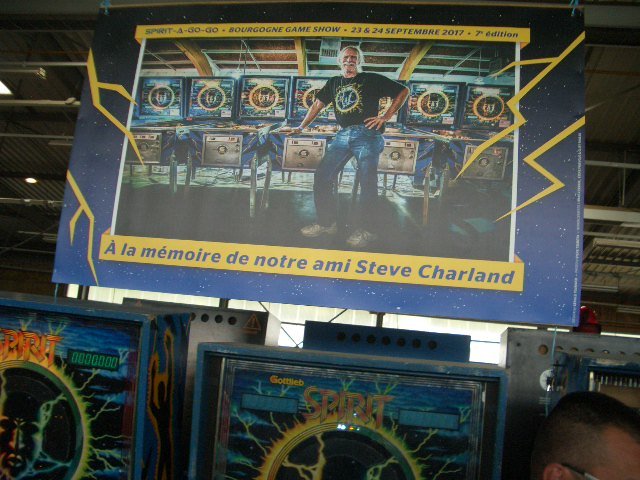 SPIRIT-A-GO-GO • BOURGOGNE GAME SHOW • 23 & 24 SEPTEMBRE 2017 • 7e édition
À la mémoire de notre ami Steve Charland
SPIRIT
Gottlieb
SPIRIT